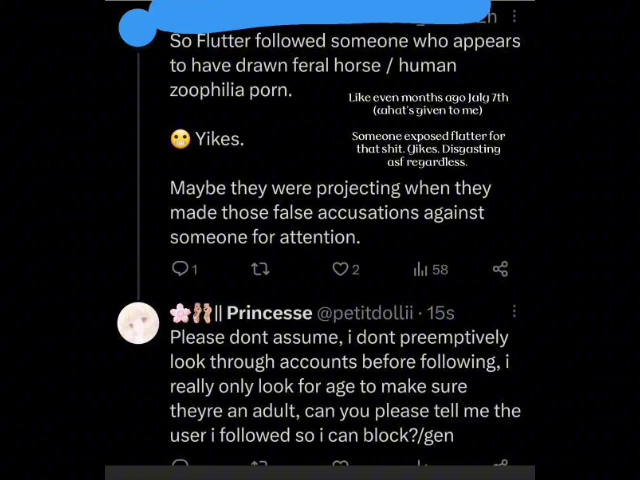 So Flutter followed someone who appears
to have drawn feral horse / human
zoophilia porn.
Like even months ago Jalg 7th
(ahat's given to me)
😬 Yikes.
Someone exposed flatter for
that shit. (Jikes. Disgasting
asf regardless.
Maybe they were projecting when they
made those false accusations against
someone for attention.
1 2 58
🌸🩰|| Princesse @petitdollii · 15s
Please dont assume, i dont preemptively
look through accounts before following, i
really only look for age to make sure
theyre an adult, can you please tell me the
user i followed so i can block?/gen